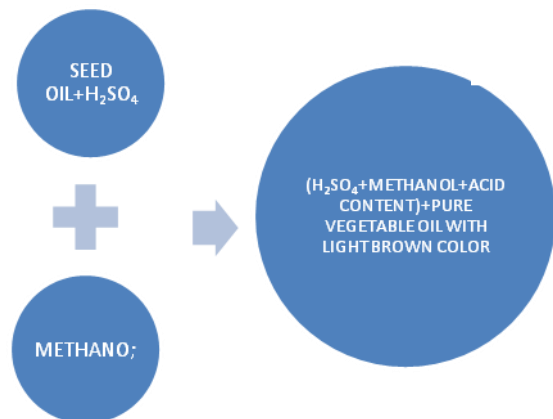 SEED
OIL+H₂SO₄
METHANO;
(H₂SO₄+METHANOL+ACID
CONTENT)+PURE
VEGETABLE OIL WITH
LIGHT BROWN COLOR